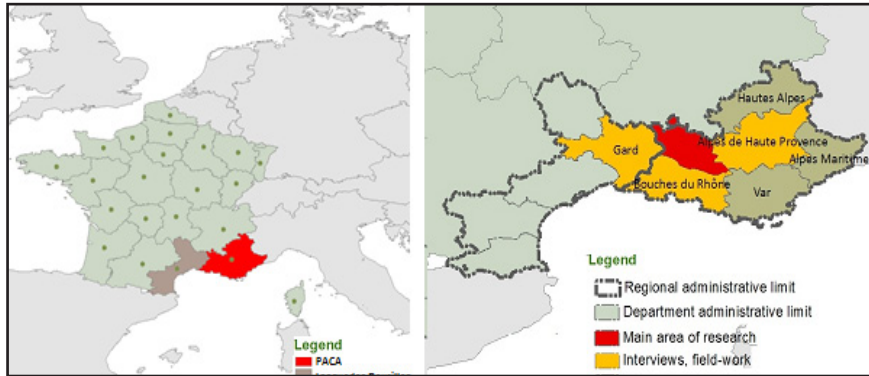 Legend
PACA
Hautes Alpes
Alpes de Haute Provence
Gard
Alpes Maritime
Bouches du Rhône
Var
Legend
Regional administrative limit
Department administrative limit
Main area of research
Interviews, field-work